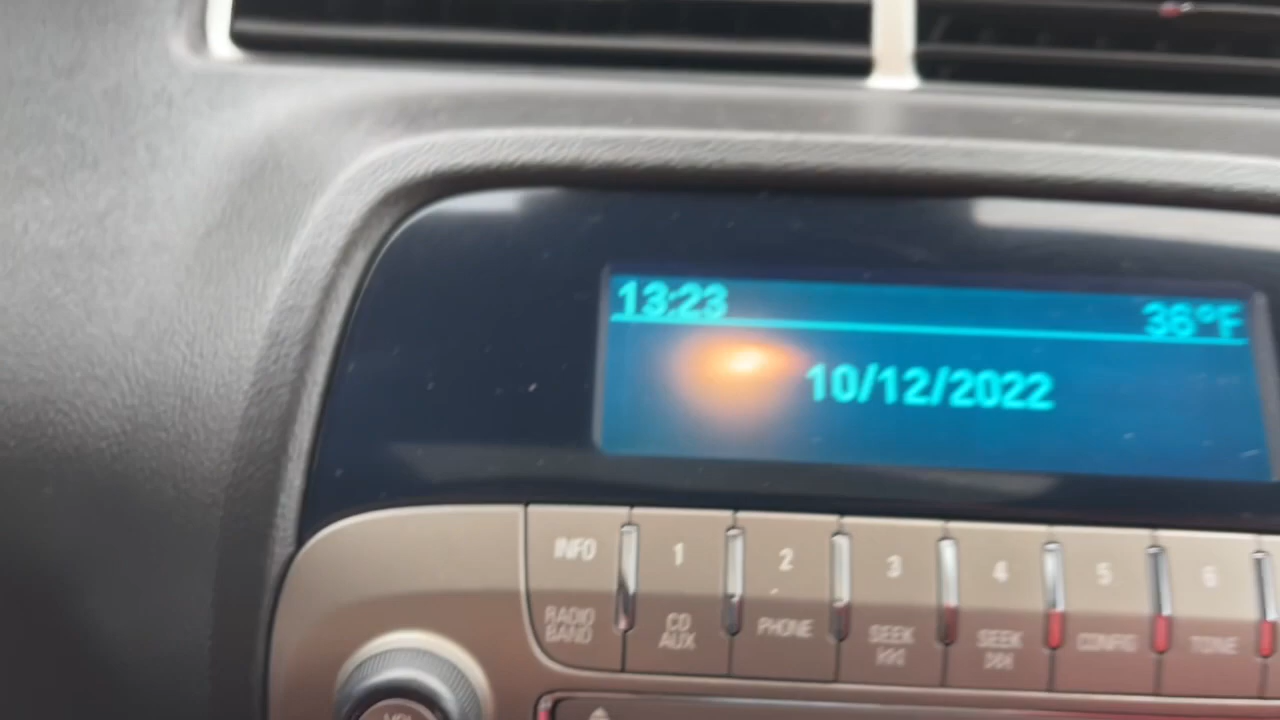 13:23 36°F
10/12/2022
INFO 1 2 3 4 5 6
RADIO BAND CD AUX PHONE SEEK SEEK CONFIG TONE
VOL